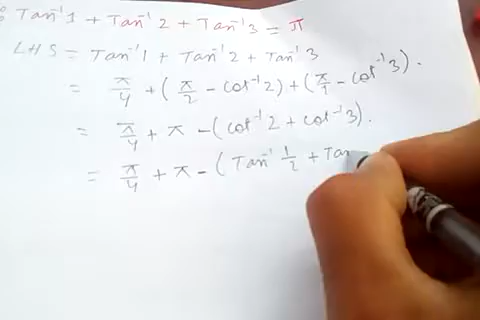 Tan⁻¹1 + Tan⁻¹2 + Tan⁻¹3 = π
LHS = Tan⁻¹1 + Tan⁻¹2 + Tan⁻¹3
= π/4 + (π/2 - cot⁻¹2) + (π/2 - cot⁻¹3).
= π/4 + π - (cot⁻¹2 + cot⁻¹3).
= π/4 + π - (Tan⁻¹ 1/2 + Tan